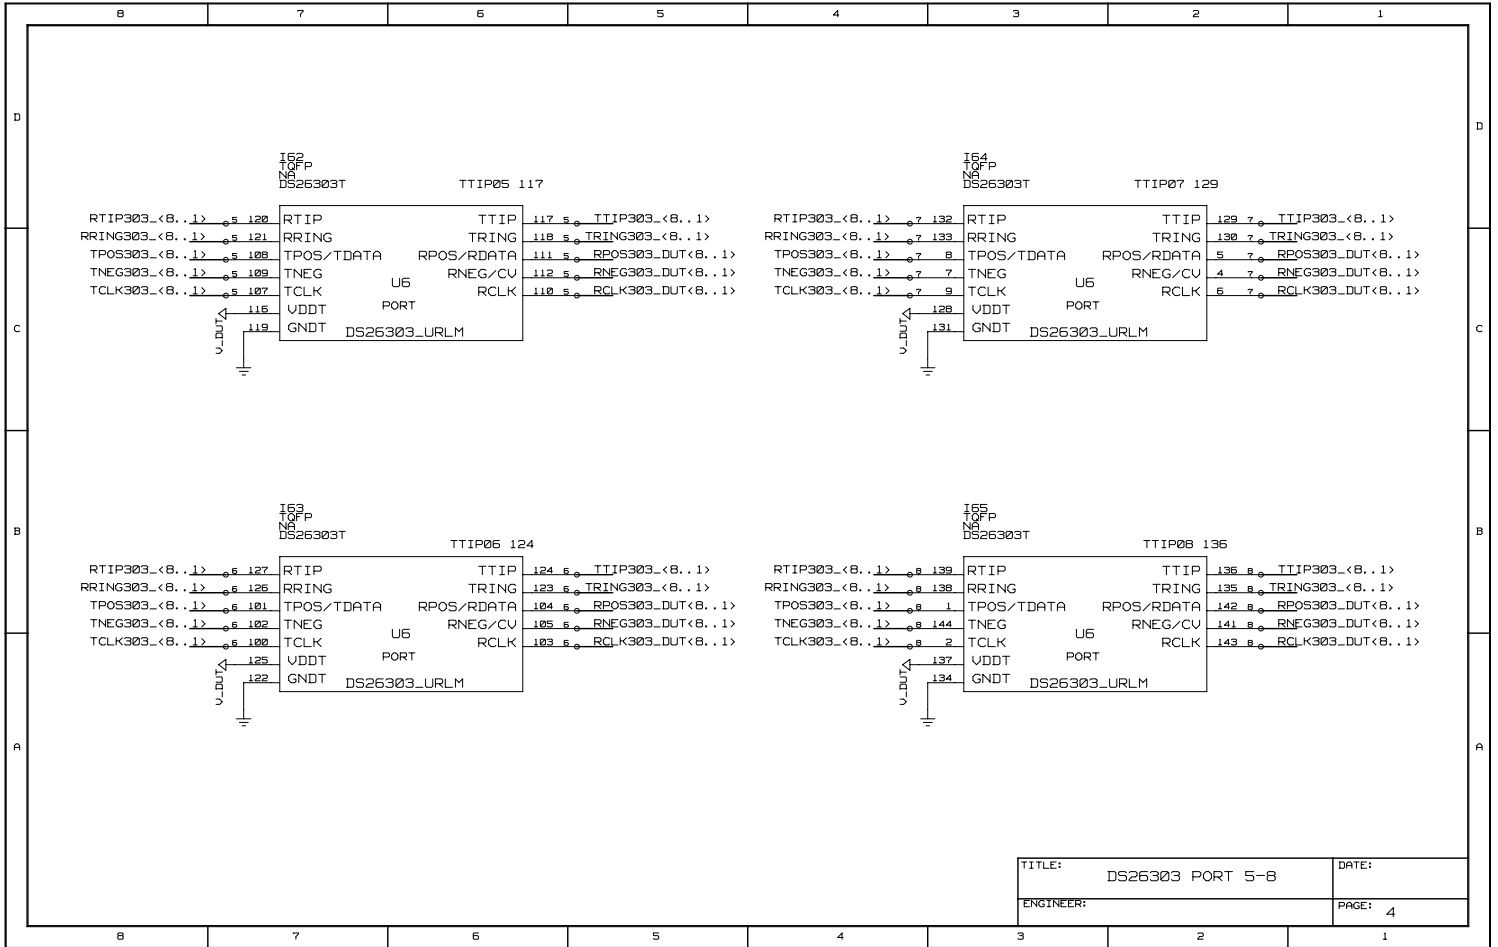 8 7 6 5 4 3 2 1
D D
I62
TQFP
NA
DS26303T
TTIP05 117
RTIP303_<8..1> 5 120 RTIP TTIP 117 5 TTIP303_<8..1>
RRING303_<8..1> 5 121 RRING TRING 118 5 TRING303_<8..1>
TPOS303_<8..1> 5 108 TPOS/TDATA RPOS/RDATA 111 5 RPOS303_DUT<8..1>
TNEG303_<8..1> 5 109 TNEG RNEG/CV 112 5 RNEG303_DUT<8..1>
U6
TCLK303_<8..1> 5 107 TCLK RCLK 110 5 RCLK303_DUT<8..1>
PORT
116 VDDT
V_DUT
119 GNDT DS26303_URLM
I64
TQFP
NA
DS26303T
TTIP07 129
RTIP303_<8..1> 7 132 RTIP TTIP 129 7 TTIP303_<8..1>
RRING303_<8..1> 7 133 RRING TRING 130 7 TRING303_<8..1>
TPOS303_<8..1> 7 8 TPOS/TDATA RPOS/RDATA 5 7 RPOS303_DUT<8..1>
TNEG303_<8..1> 7 7 TNEG RNEG/CV 4 7 RNEG303_DUT<8..1>
U6
TCLK303_<8..1> 7 9 TCLK RCLK 6 7 RCLK303_DUT<8..1>
PORT
128 VDDT
V_DUT
131 GNDT DS26303_URLM
C C
B B
I63
TQFP
NA
DS26303T
TTIP06 124
RTIP303_<8..1> 6 127 RTIP TTIP 124 6 TTIP303_<8..1>
RRING303_<8..1> 6 126 RRING TRING 123 6 TRING303_<8..1>
TPOS303_<8..1> 6 101 TPOS/TDATA RPOS/RDATA 104 6 RPOS303_DUT<8..1>
TNEG303_<8..1> 6 102 TNEG RNEG/CV 105 6 RNEG303_DUT<8..1>
U6
TCLK303_<8..1> 6 100 TCLK RCLK 103 6 RCLK303_DUT<8..1>
PORT
125 VDDT
V_DUT
122 GNDT DS26303_URLM
I65
TQFP
NA
DS26303T
TTIP08 136
RTIP303_<8..1> 8 139 RTIP TTIP 136 8 TTIP303_<8..1>
RRING303_<8..1> 8 138 RRING TRING 135 8 TRING303_<8..1>
TPOS303_<8..1> 8 1 TPOS/TDATA RPOS/RDATA 142 8 RPOS303_DUT<8..1>
TNEG303_<8..1> 8 144 TNEG RNEG/CV 141 8 RNEG303_DUT<8..1>
U6
TCLK303_<8..1> 8 2 TCLK RCLK 143 8 RCLK303_DUT<8..1>
PORT
137 VDDT
V_DUT
134 GNDT DS26303_URLM
A A
TITLE: DS26303 PORT 5-8 DATE:
ENGINEER: PAGE: 4
8 7 6 5 4 3 2 1